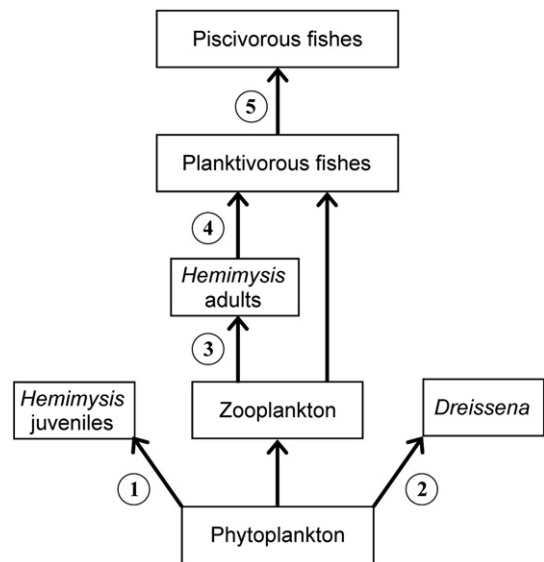 Piscivorous fishes
5
Planktivorous fishes
4
Hemimysis
adults
3
Hemimysis
juveniles
Zooplankton
Dreissena
1
2
Phytoplankton